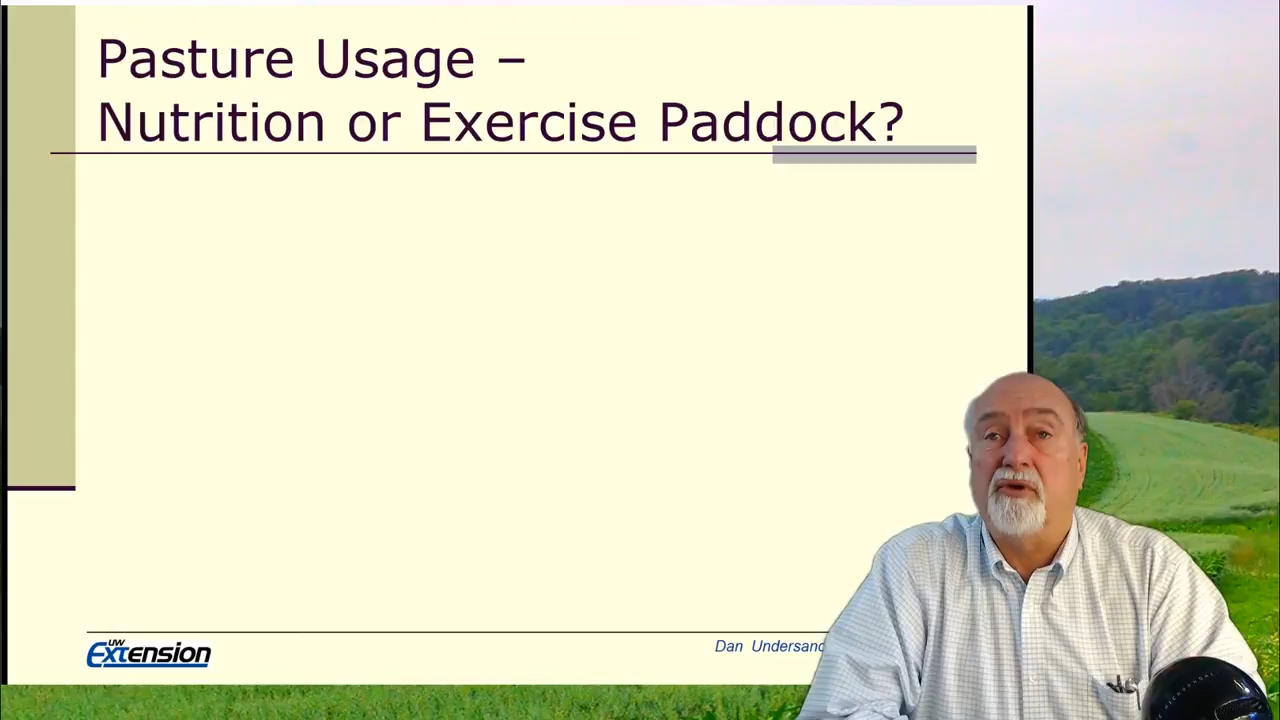 Pasture Usage –
Nutrition or Exercise Paddock?
UW
Extension
Dan Undersand